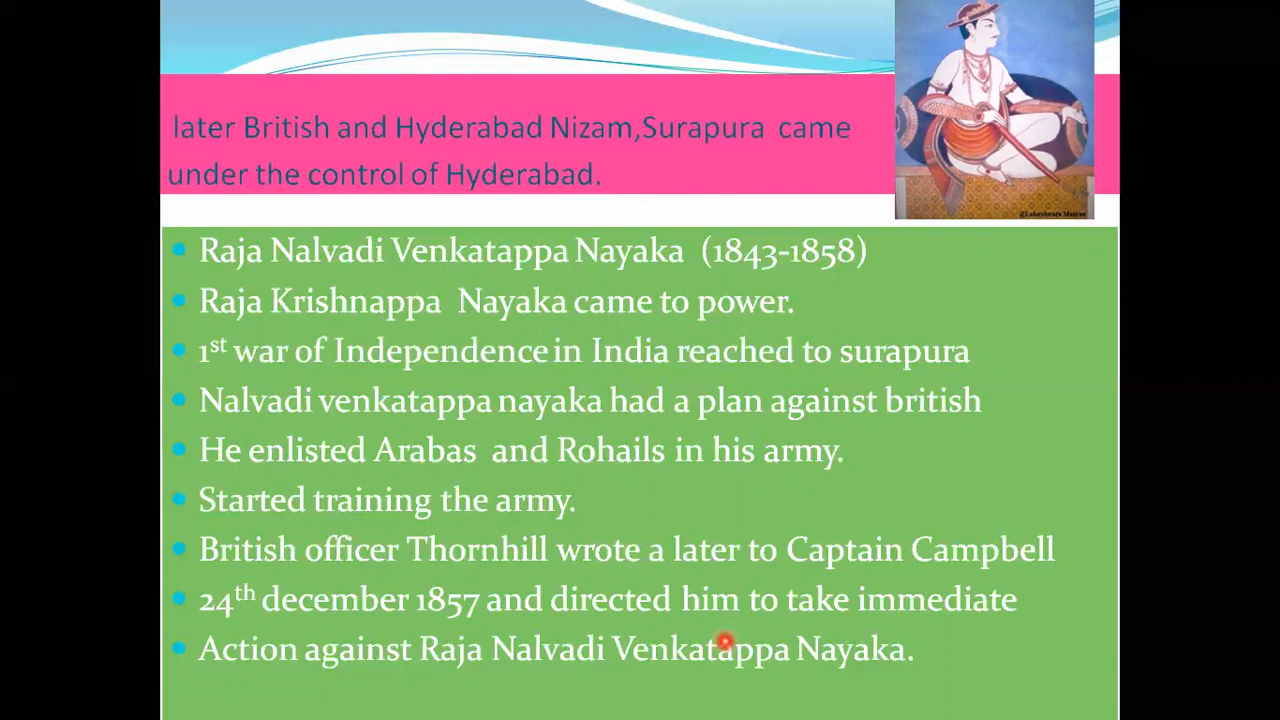 later British and Hyderabad Nizam,Surapura came
under the control of Hyderabad.
@Lakeshwara Mazone
Raja Nalvadi Venkatappa Nayaka (1843-1858)
Raja Krishnappa Nayaka came to power.
1st war of Independence in India reached to surapura
Nalvadi venkatappa nayaka had a plan against british
He enlisted Arabas and Rohails in his army.
Started training the army.
British officer Thornhill wrote a later to Captain Campbell
24th december 1857 and directed him to take immediate
Action against Raja Nalvadi Venkatappa Nayaka.